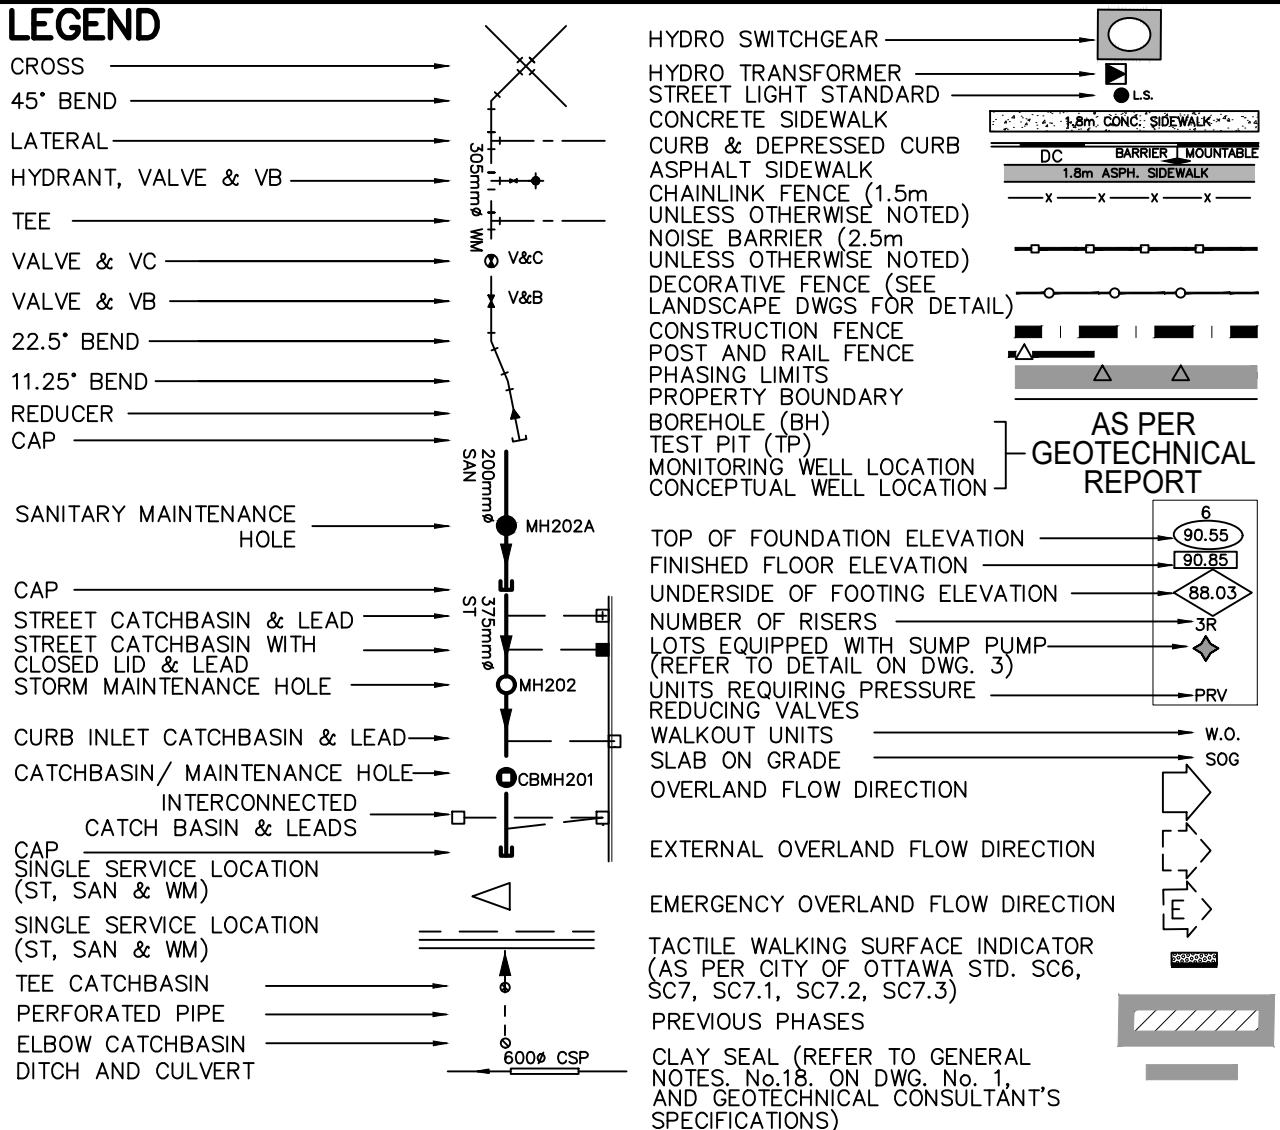 LEGEND
CROSS
45° BEND
LATERAL
HYDRANT, VALVE & VB
TEE
VALVE & VC
VALVE & VB
22.5° BEND
11.25° BEND
REDUCER
CAP
SANITARY MAINTENANCE
HOLE
CAP
STREET CATCHBASIN & LEAD
STREET CATCHBASIN WITH
CLOSED LID & LEAD
STORM MAINTENANCE HOLE
CURB INLET CATCHBASIN & LEAD
CATCHBASIN/ MAINTENANCE HOLE
INTERCONNECTED
CATCH BASIN & LEADS
CAP
SINGLE SERVICE LOCATION
(ST, SAN & WM)
SINGLE SERVICE LOCATION
(ST, SAN & WM)
TEE CATCHBASIN
PERFORATED PIPE
ELBOW CATCHBASIN
DITCH AND CULVERT
305mmø WM
V&C
V&B
200mmø
SAN
MH202A
375mmø
ST
MH202
CBMH201
600ø CSP
HYDRO SWITCHGEAR
HYDRO TRANSFORMER
STREET LIGHT STANDARD
L.S.
CONCRETE SIDEWALK
1.8m CONC. SIDEWALK
CURB & DEPRESSED CURB
DC BARRIER MOUNTABLE
ASPHALT SIDEWALK
1.8m ASPH. SIDEWALK
CHAINLINK FENCE (1.5m
UNLESS OTHERWISE NOTED)
x x x x
NOISE BARRIER (2.5m
UNLESS OTHERWISE NOTED)
DECORATIVE FENCE (SEE
LANDSCAPE DWGS FOR DETAIL)
CONSTRUCTION FENCE
POST AND RAIL FENCE
PHASING LIMITS
PROPERTY BOUNDARY
BOREHOLE (BH)
TEST PIT (TP)
MONITORING WELL LOCATION
CONCEPTUAL WELL LOCATION
AS PER
GEOTECHNICAL
REPORT
6
TOP OF FOUNDATION ELEVATION
90.55
FINISHED FLOOR ELEVATION
90.85
UNDERSIDE OF FOOTING ELEVATION
88.03
NUMBER OF RISERS
3R
LOTS EQUIPPED WITH SUMP PUMP
(REFER TO DETAIL ON DWG. 3)
UNITS REQUIRING PRESSURE
REDUCING VALVES
PRV
WALKOUT UNITS
W.O.
SLAB ON GRADE
SOG
OVERLAND FLOW DIRECTION
EXTERNAL OVERLAND FLOW DIRECTION
EMERGENCY OVERLAND FLOW DIRECTION
E
TACTILE WALKING SURFACE INDICATOR
(AS PER CITY OF OTTAWA STD. SC6,
SC7, SC7.1, SC7.2, SC7.3)
PREVIOUS PHASES
CLAY SEAL (REFER TO GENERAL
NOTES. No.18. ON DWG. No. 1,
AND GEOTECHNICAL CONSULTANT'S
SPECIFICATIONS)